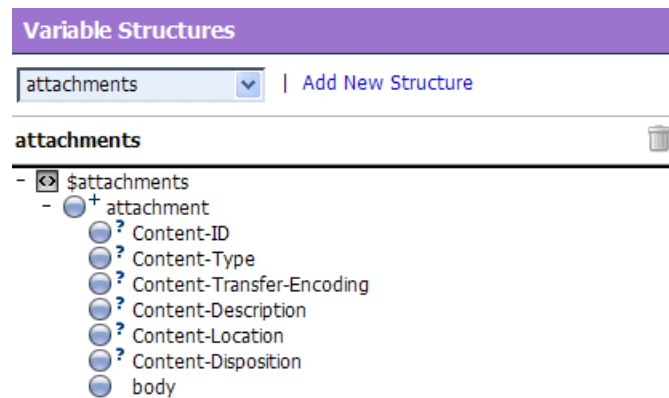 Variable Structures
attachments | Add New Structure
attachments
- $attachments
- + attachment
? Content-ID
? Content-Type
? Content-Transfer-Encoding
? Content-Description
? Content-Location
? Content-Disposition
body